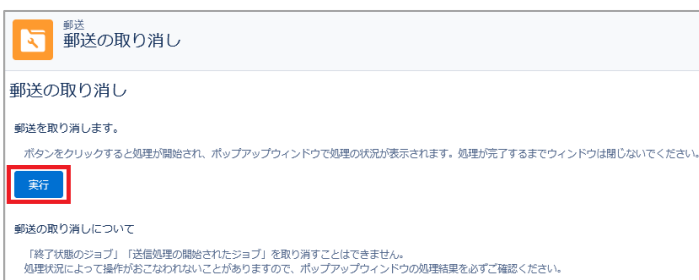 郵送
郵送の取り消し
郵送の取り消し
郵送を取り消します。
ボタンをクリックすると処理が開始され、ポップアップウィンドウで処理の状況が表示されます。処理が完了するまでウィンドウは閉じないでください。
実行
郵送の取り消しについて
「終了状態のジョブ」「送信処理の開始されたジョブ」を取り消すことはできません。
処理状況によって操作がおこなわれないことがありますので、ポップアップウィンドウの処理結果を必ずご確認ください。